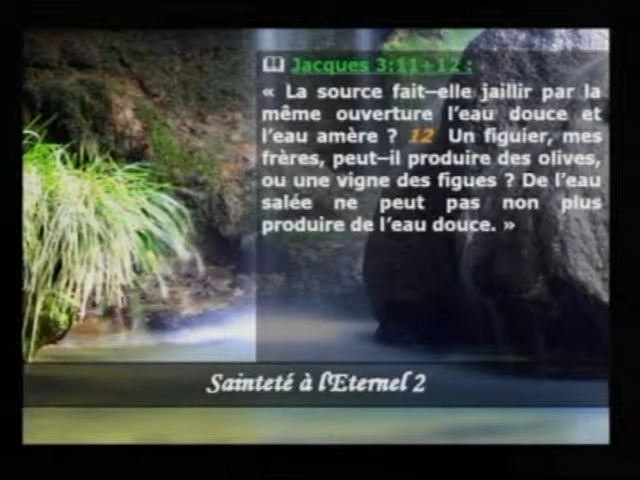 Jacques 3:11+12 :
« La source fait-elle jaillir par la
même ouverture l'eau douce et
l'eau amère ? 12 Un figuier, mes
frères, peut-il produire des olives,
ou une vigne des figues ? De l'eau
salée ne peut pas non plus
produire de l'eau douce. »
Sainteté à l'Eternel 2